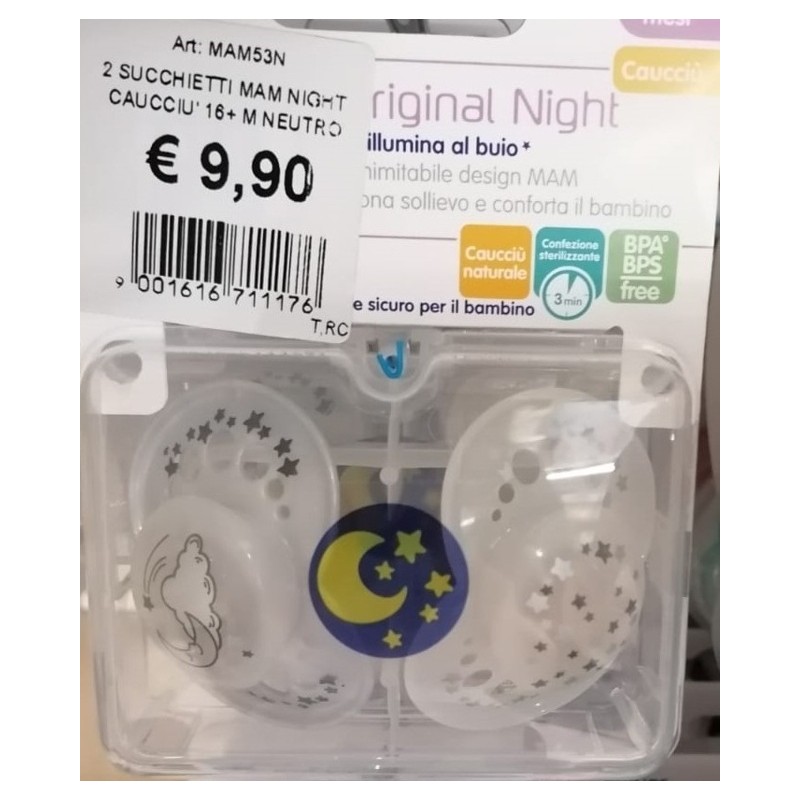 Art: MAM53N
2 SUCCHIETTI MAM NIGHT
CAUCCIU' 16+ M NEUTRO
€ 9,90
9 001616 711176
T.RC
mesi
Caucciù
riginal Night
illumina al buio*
nimitabile design MAM
ona sollievo e conforta il bambino
Caucciù
naturale
Confezione
sterilizzante
3 min
BPA°
BPS
free
e sicuro per il bambino